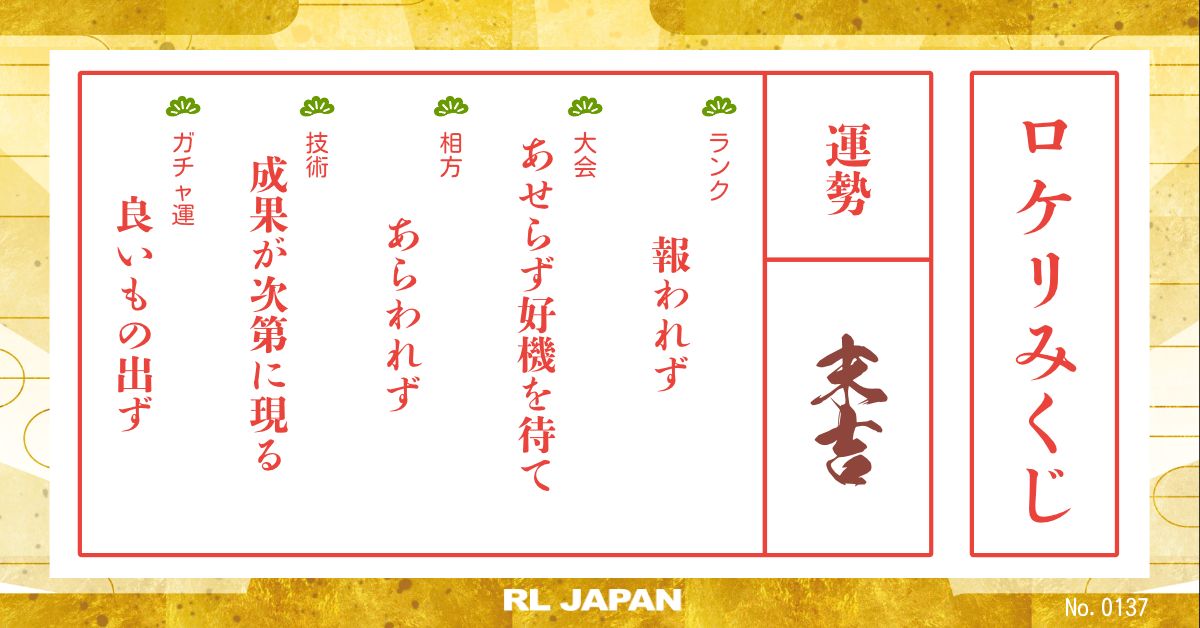 ロケリみくじ
運勢
末吉
ランク
報われず
大会
あせらず好機を待て
相方
あらわれず
技術
成果が次第に現る
ガチャ運
良いもの出ず
RL JAPAN
No. 0137